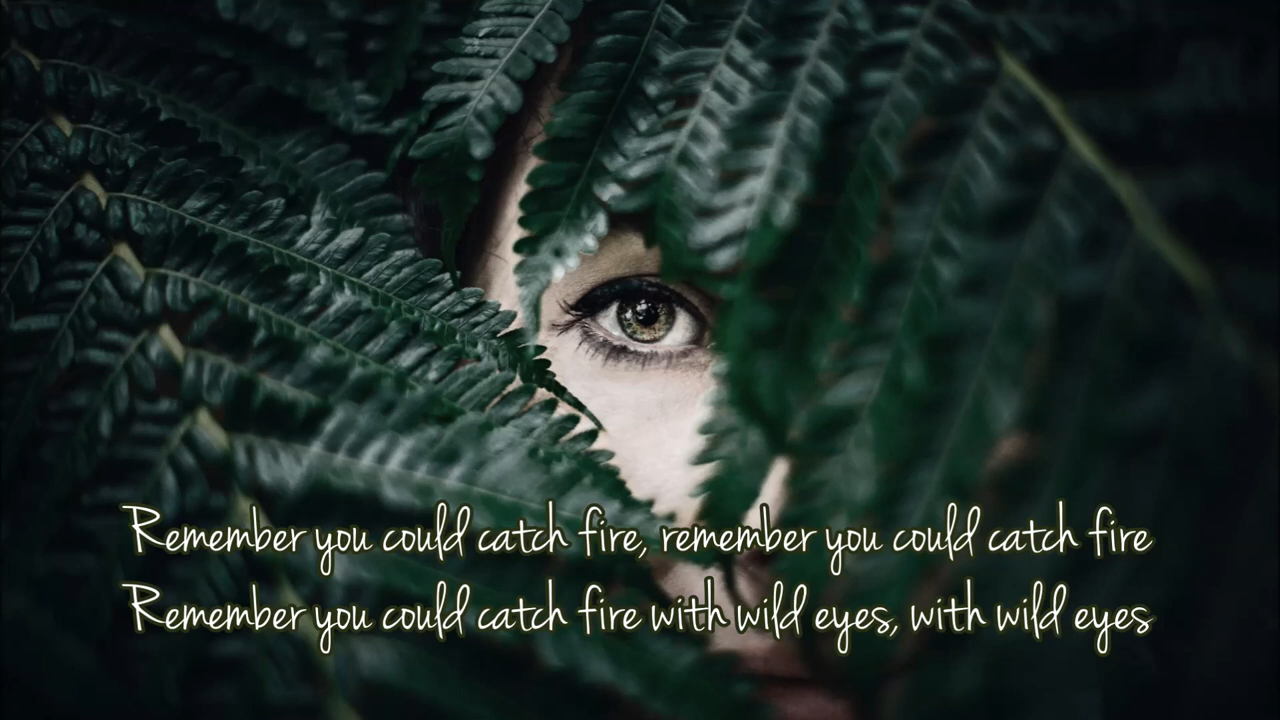 Remember you could catch fire, remember you could catch fire
Remember you could catch fire with wild eyes, with wild eyes